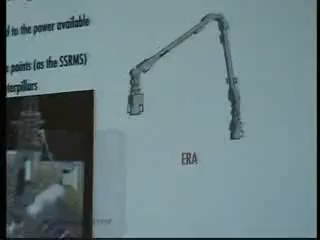 to the power available
points (as the SSRMS)
terpillars
ERA